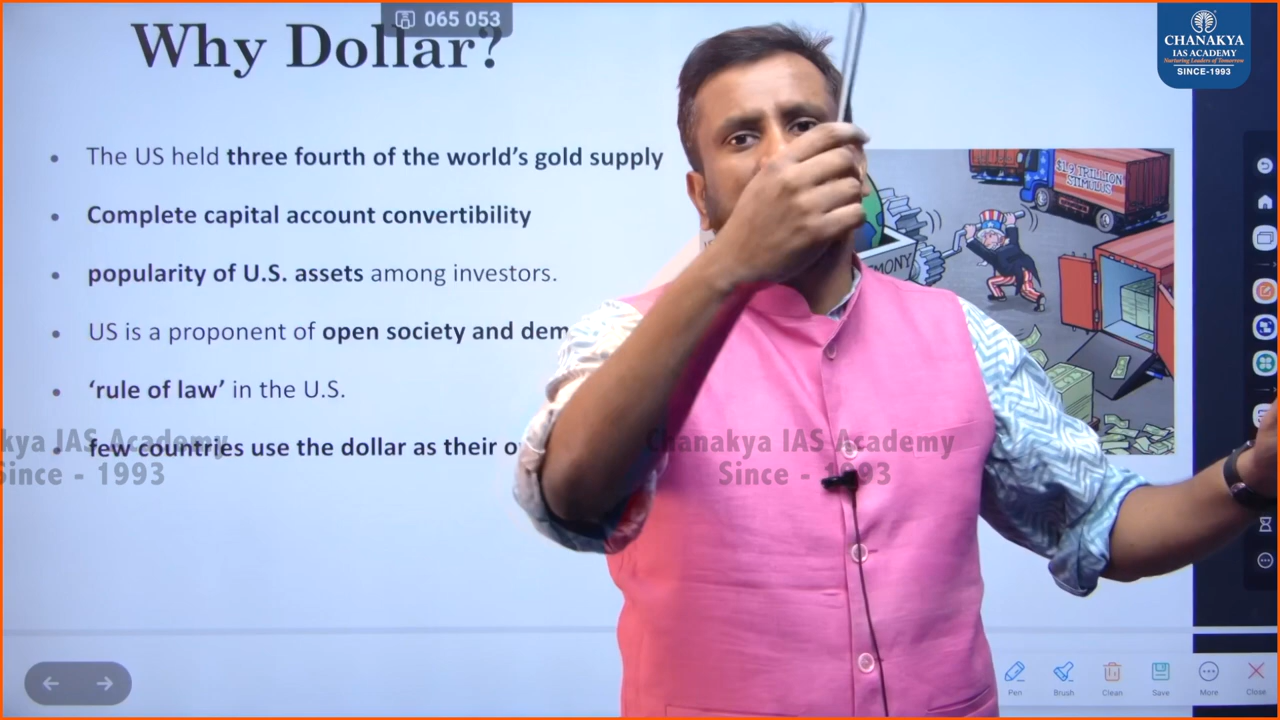 065 053
Why Dollar?
CHANAKYA
IAS ACADEMY
Nurturing Leaders of Tomorrow
SINCE-1993
• The US held three fourth of the world's gold supply
• Complete capital account convertibility
• popularity of U.S. assets among investors.
• US is a proponent of open society and dem
• 'rule of law' in the U.S.
• few countries use the dollar as their o
$1.9 TRILLION
STIMULUS
EMONY
kya IAS Academy
Since - 1993
Chanakya IAS Academy
Since - 1993
Pen
Brush
Clean
Save
More
Close